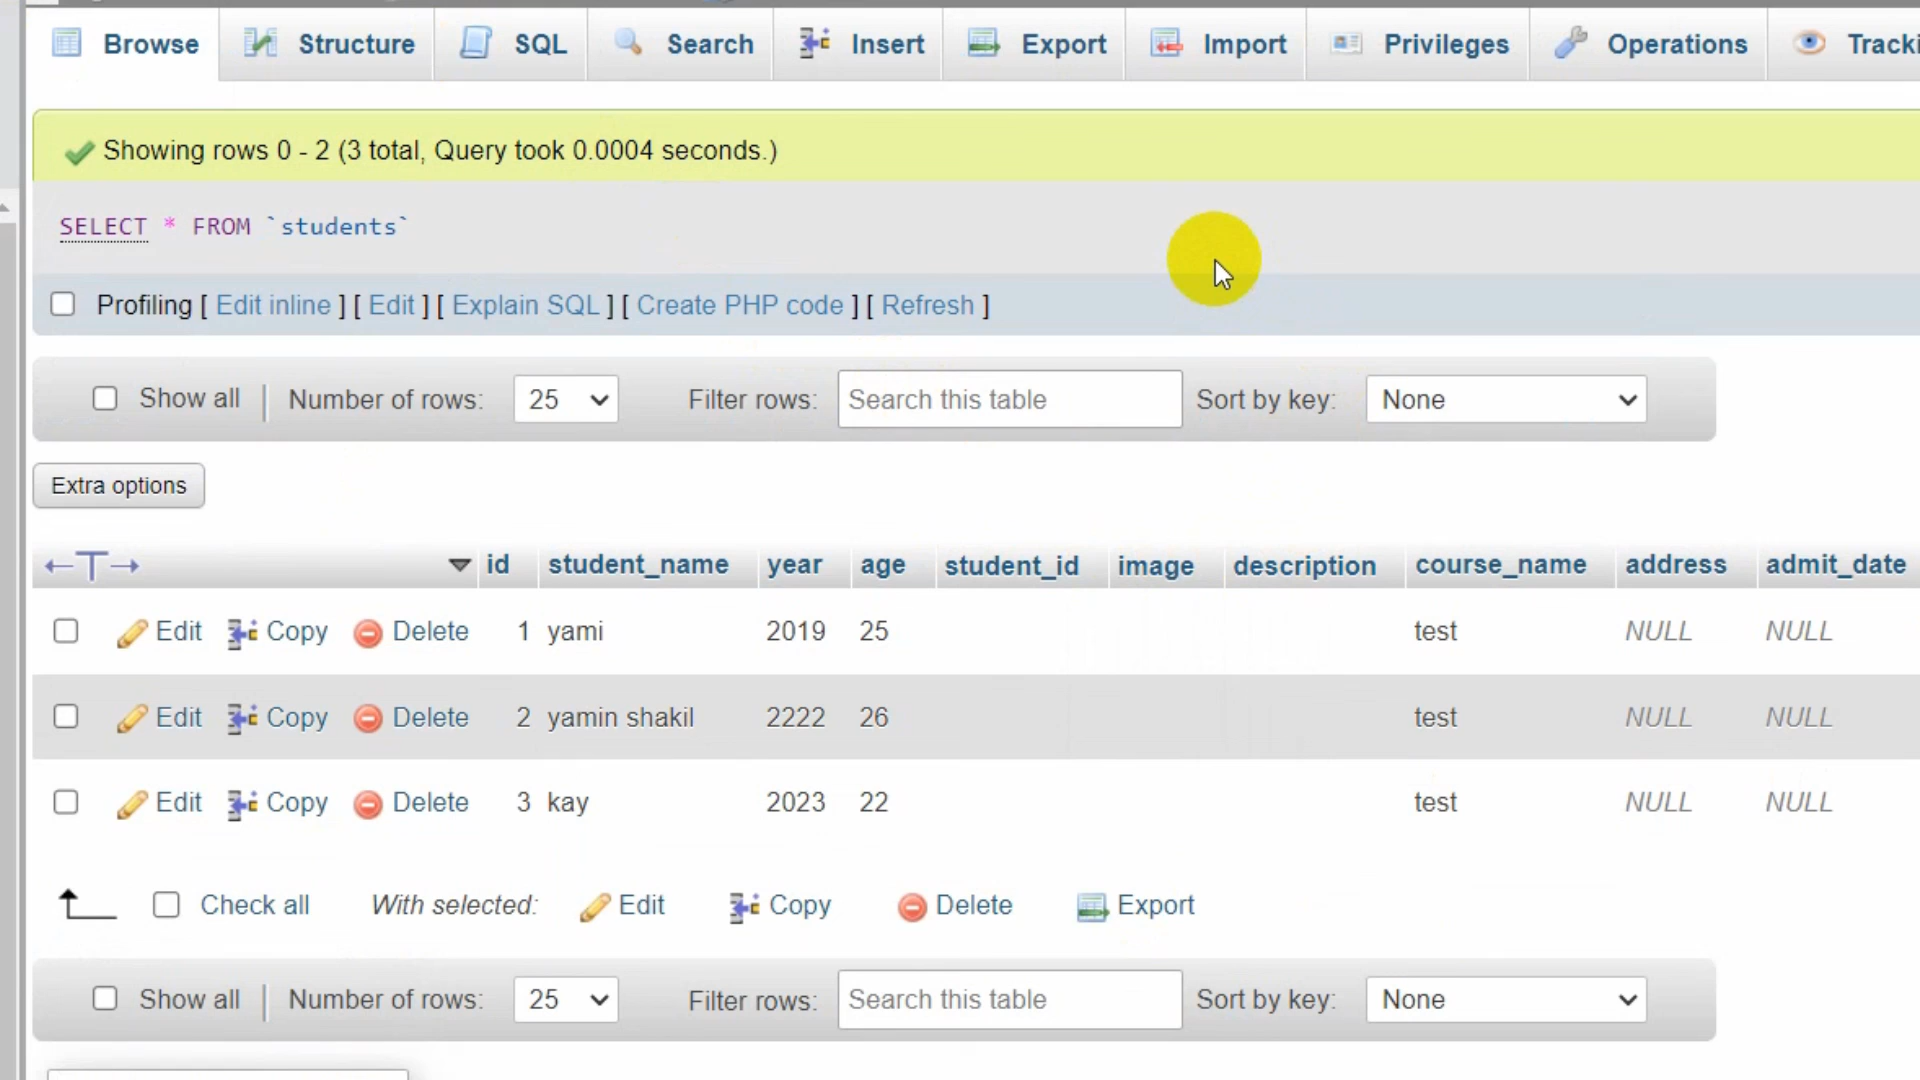 Browse Structure SQL Search Insert Export Import Privileges Operations Tracki
Showing rows 0 - 2 (3 total, Query took 0.0004 seconds.)
SELECT * FROM `students`
Profiling [ Edit inline ] [ Edit ] [ Explain SQL ] [ Create PHP code ] [ Refresh ]
Show all Number of rows: 25 Filter rows: Search this table Sort by key: None
Extra options
id student_name year age student_id image description course_name address admit_date
Edit Copy Delete 1 yami 2019 25 test NULL NULL
Edit Copy Delete 2 yamin shakil 2222 26 test NULL NULL
Edit Copy Delete 3 kay 2023 22 test NULL NULL
Check all With selected: Edit Copy Delete Export
Show all Number of rows: 25 Filter rows: Search this table Sort by key: None